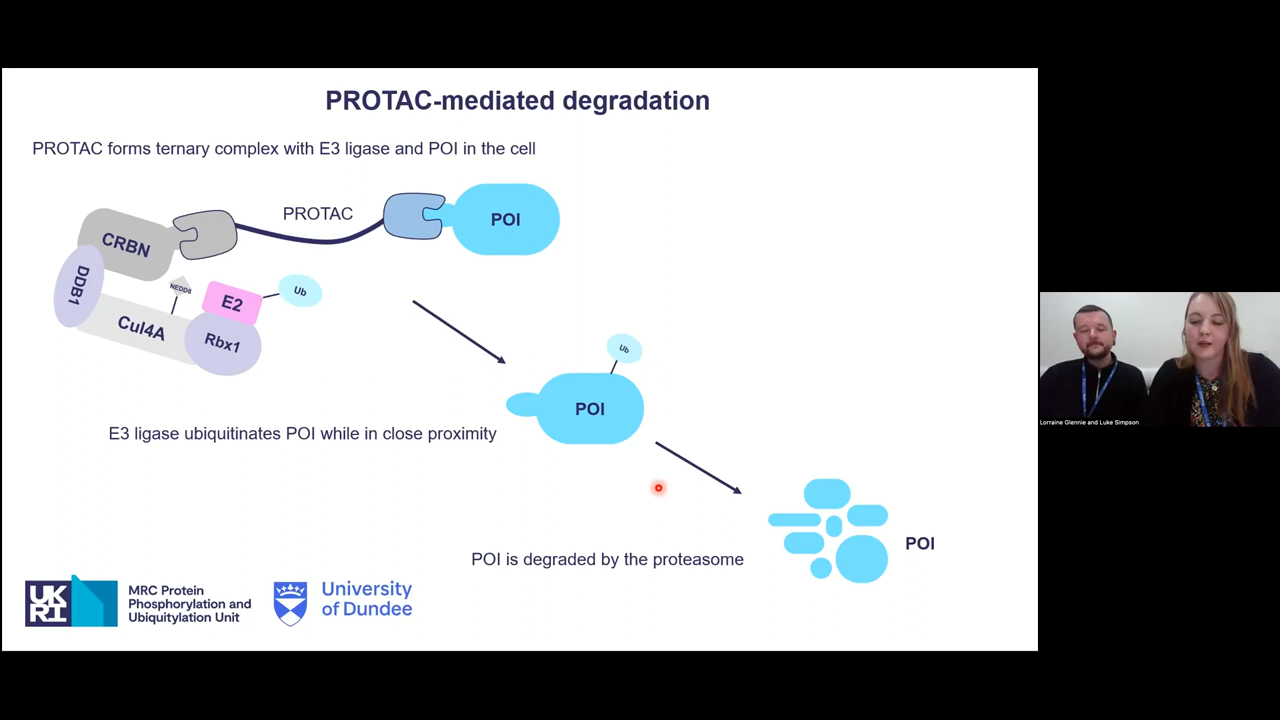 PROTAC-mediated degradation
PROTAC forms ternary complex with E3 ligase and POI in the cell
PROTAC
POI
CRBN
DDB1
NEDD8
E2
Ub
Cul4A
Rbx1
Ub
POI
E3 ligase ubiquitinates POI while in close proximity
POI is degraded by the proteasome
POI
UK
RI
MRC Protein
Phosphorylation and
Ubiquitylation Unit
University
of Dundee
Lorraine Glennie and Luke Simpson